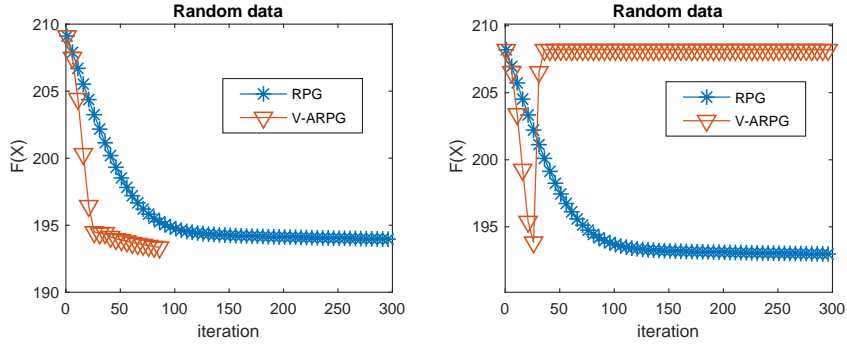 Random data
210
205
200
195
190
F(X)
0 50 100 150 200 250 300
iteration
RPG
V-ARPG
Random data
210
205
200
195
F(X)
0 50 100 150 200 250 300
iteration
RPG
V-ARPG